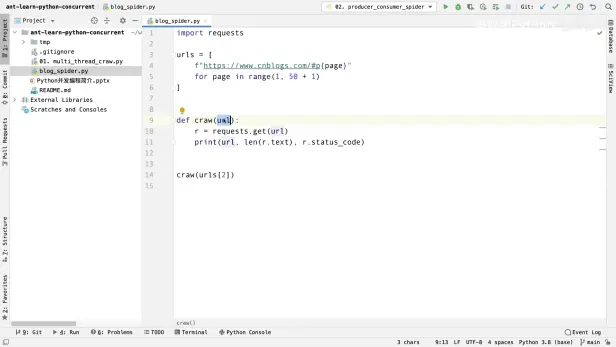 ant-learn-python-concurrent
blog_spider.py
02. producer_consumer_spider
Git:
Project
ant-learn-python-concurrent
tmp
.gitignore
01. multi_thread_craw.py
blog_spider.py
Python并发编程简介.pptx
README.md
External Libraries
Scratches and Consoles
blog_spider.py
1 import requests
2
3 urls = [
4 f"https://www.cnblogs.com/#p{page}"
5 for page in range(1, 50 + 1)
6 ]
7
8
9 def craw(url):
10 r = requests.get(url)
11 print(url, len(r.text), r.status_code)
12
13
14 craw(urls[2])
15
craw()
1: Project
0: Commit
Pull Requests
7: Structure
2: Favorites
Database
SciView
9: Git
4: Run
6: Problems
TODO
Terminal
Python Console
Event Log
3 chars
9:13
LF
UTF-8
4 spaces
Python 3.8 (base)
main